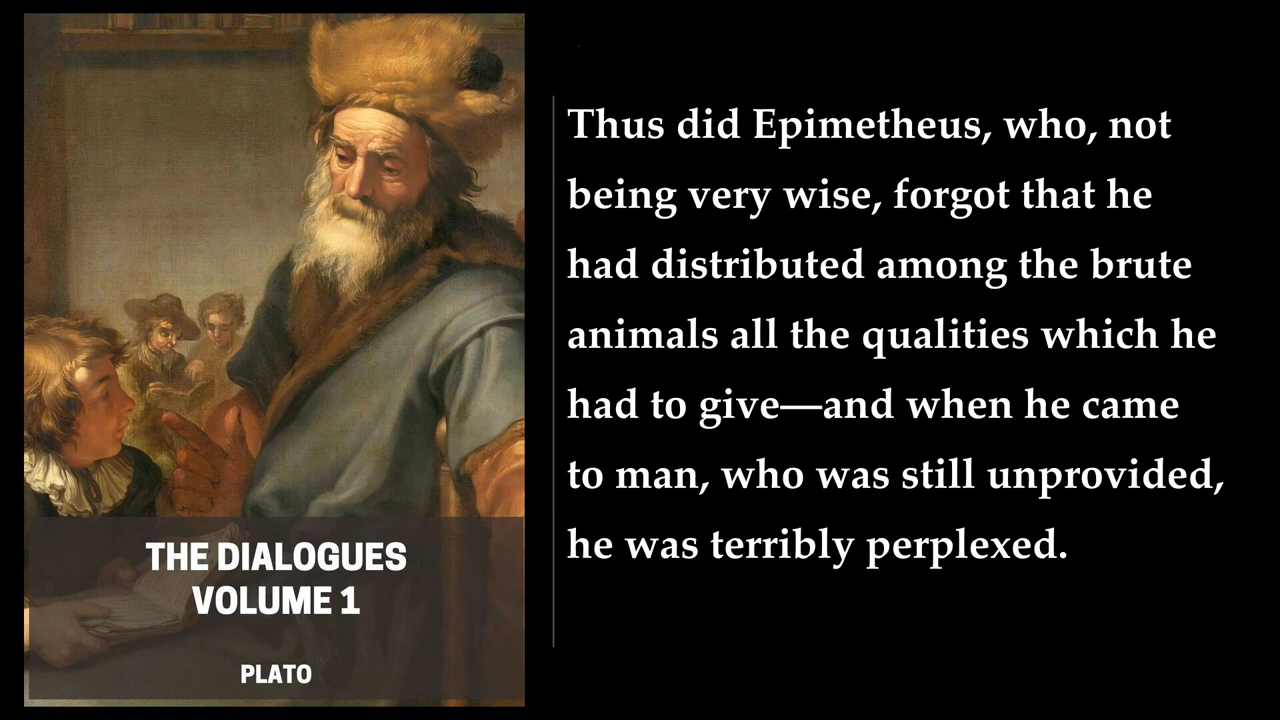 THE DIALOGUES
VOLUME 1
PLATO
Thus did Epimetheus, who, not
being very wise, forgot that he
had distributed among the brute
animals all the qualities which he
had to give—and when he came
to man, who was still unprovided,
he was terribly perplexed.